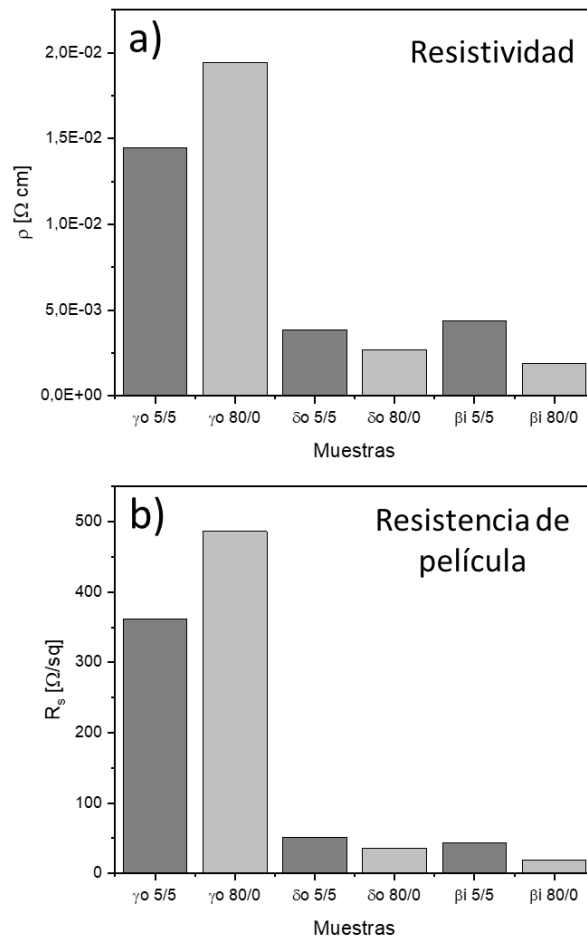 a)
Resistividad
2,0E-02
1,5E-02
1,0E-02
5,0E-03
0,0E+00
ρ [Ω cm]
γo 5/5 γo 80/0 δo 5/5 δo 80/0 βi 5/5 βi 80/0
Muestras
b)
Resistencia de
película
500
400
300
200
100
0
Rs [Ω/sq]
γo 5/5 γo 80/0 δo 5/5 δo 80/0 βi 5/5 βi 80/0
Muestras